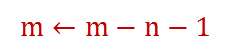 m ← m − n − 1